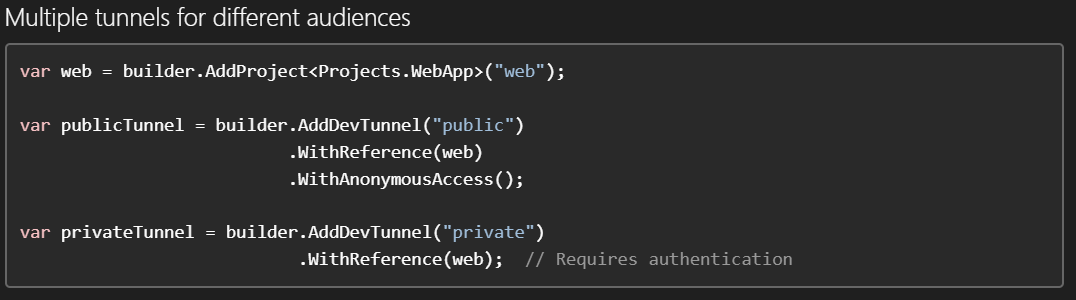 Multiple tunnels for different audiences
var web = builder.AddProject<Projects.WebApp>("web");
var publicTunnel = builder.AddDevTunnel("public")
.WithReference(web)
.WithAnonymousAccess();
var privateTunnel = builder.AddDevTunnel("private")
.WithReference(web);  // Requires authentication